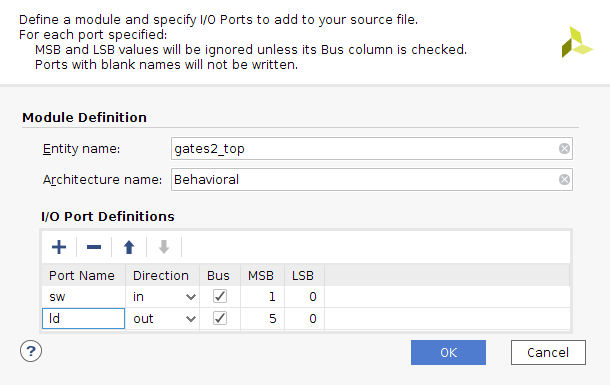 Define a module and specify I/O Ports to add to your source file.
For each port specified:
MSB and LSB values will be ignored unless its Bus column is checked.
Ports with blank names will not be written.
Module Definition
Entity name: gates2_top
Architecture name: Behavioral
I/O Port Definitions
Port Name Direction Bus MSB LSB
sw in 1 0
ld out 5 0
? OK Cancel